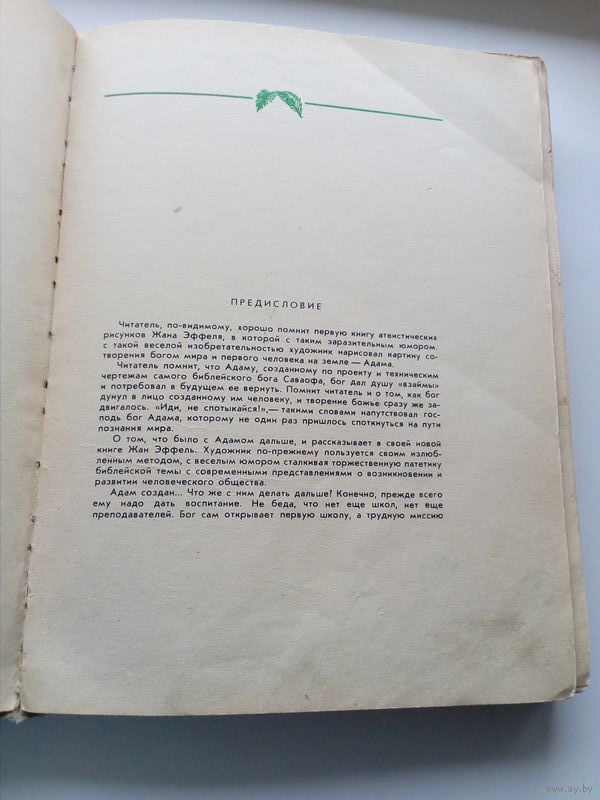 ПРЕДИСЛОВИЕ
Читатель, по-видимому, хорошо помнит первую книгу атеистических
рисунков Жана Эффеля, в которой с таким заразительным юмором,
с такой веселой изобретательностью художник нарисовал картину со-
творения богом мира и первого человека на земле — Адама.
Читатель помнит, что Адаму, созданному по проекту и техническим
чертежам самого библейского бога Саваофа, бог дал душу «взаймы»
и потребовал в будущем ее вернуть. Помнит читатель и о том, как бог
дунул в лицо созданному им человеку, и творение божье сразу же за-
двигалось. «Иди, не спотыкайся!»,— такими словами напутствовал гос-
подь бог Адама, которому не один раз пришлось споткнуться на пути
познания мира.
О том, что было с Адамом дальше, и рассказывает в своей новой
книге Жан Эффель. Художник по-прежнему пользуется своим излюб-
ленным методом, с веселым юмором сталкивая торжественную патетику
библейской темы с современными представлениями о возникновении и
развитии человеческого общества.
Адам создан... Что же с ним делать дальше? Конечно, прежде всего
ему надо дать воспитание. Не беда, что нет еще школ, нет еще
преподавателей. Бог сам открывает первую школу, а трудную миссию
www.ay.by